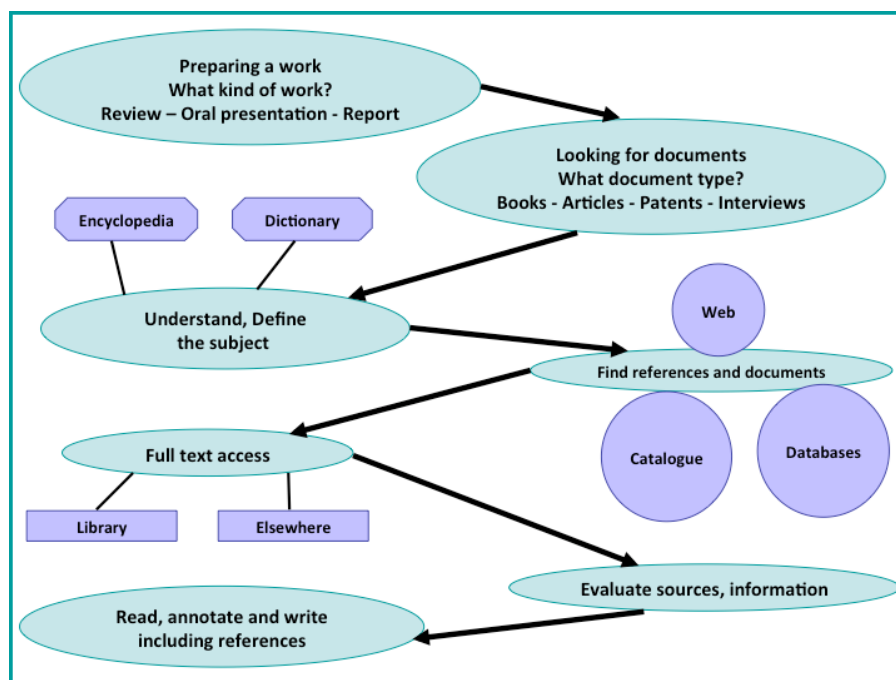 Preparing a work
What kind of work?
Review – Oral presentation - Report
Looking for documents
What document type?
Books - Articles - Patents - Interviews
Encyclopedia
Dictionary
Understand, Define
the subject
Web
Find references and documents
Catalogue
Databases
Full text access
Library
Elsewhere
Evaluate sources, information
Read, annotate and write
including references